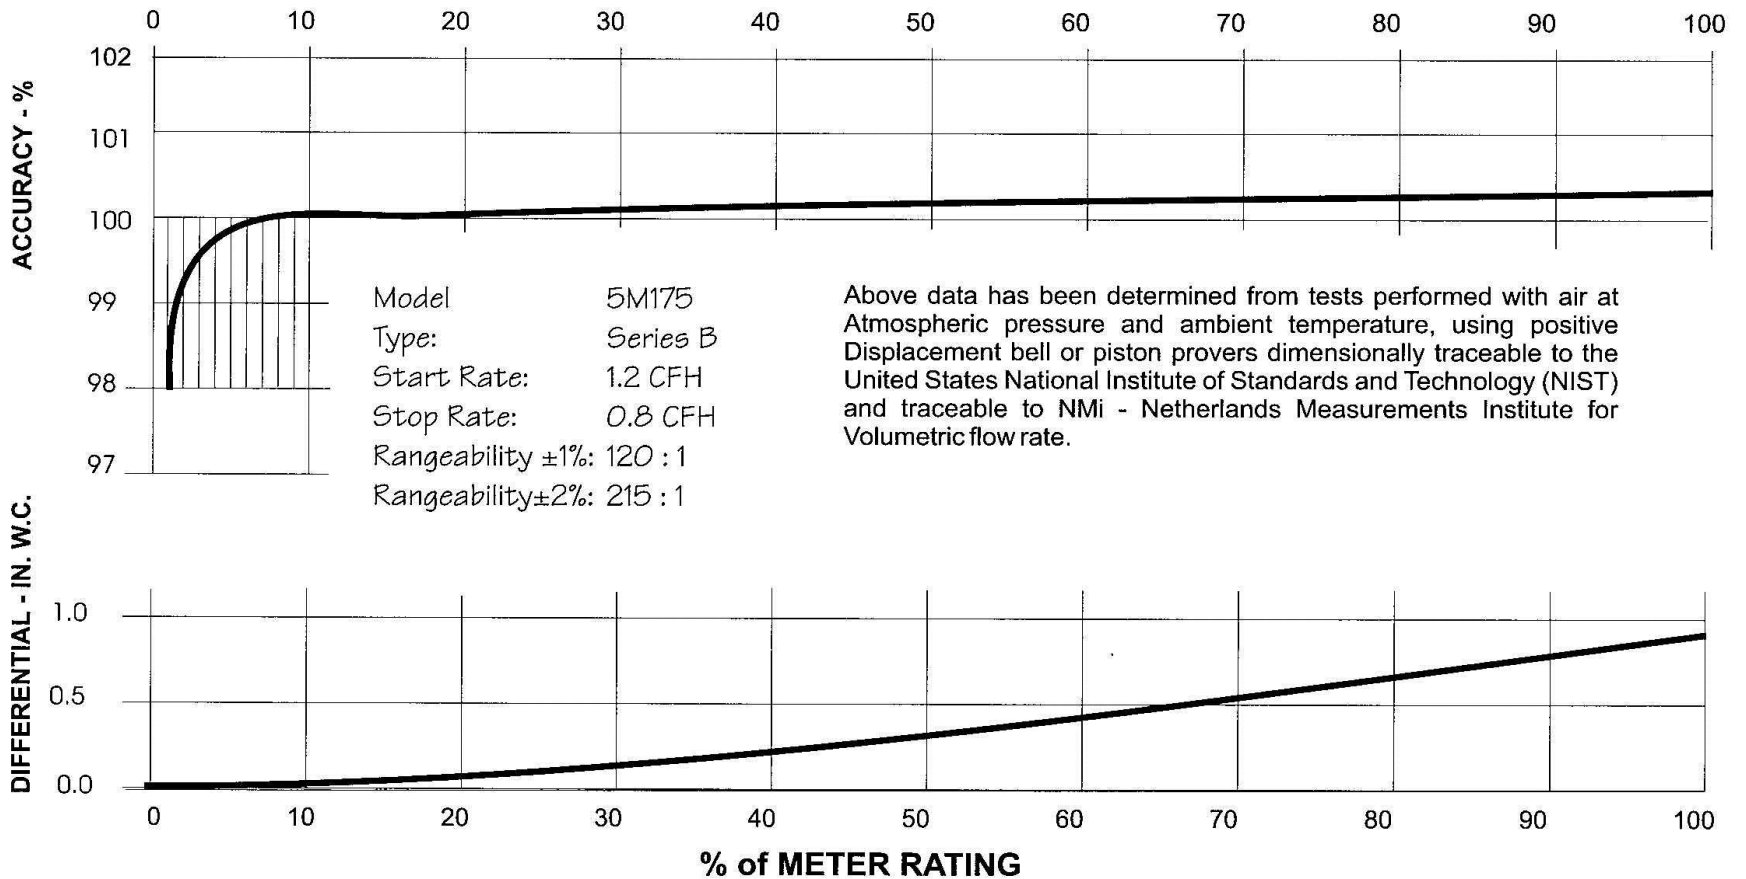 0 10 20 30 40 50 60 70 80 90 100
102
101
100
99
98
97
ACCURACY - %
Model 5M175
Type: Series B
Start Rate: 1.2 CFH
Stop Rate: 0.8 CFH
Rangeability ±1%: 120 : 1
Rangeability±2%: 215 : 1
Above data has been determined from tests performed with air at
Atmospheric pressure and ambient temperature, using positive
Displacement bell or piston provers dimensionally traceable to the
United States National Institute of Standards and Technology (NIST)
and traceable to NMi - Netherlands Measurements Institute for
Volumetric flow rate.
DIFFERENTIAL - IN. W.C.
1.0
0.5
0.0
0 10 20 30 40 50 60 70 80 90 100
% of METER RATING